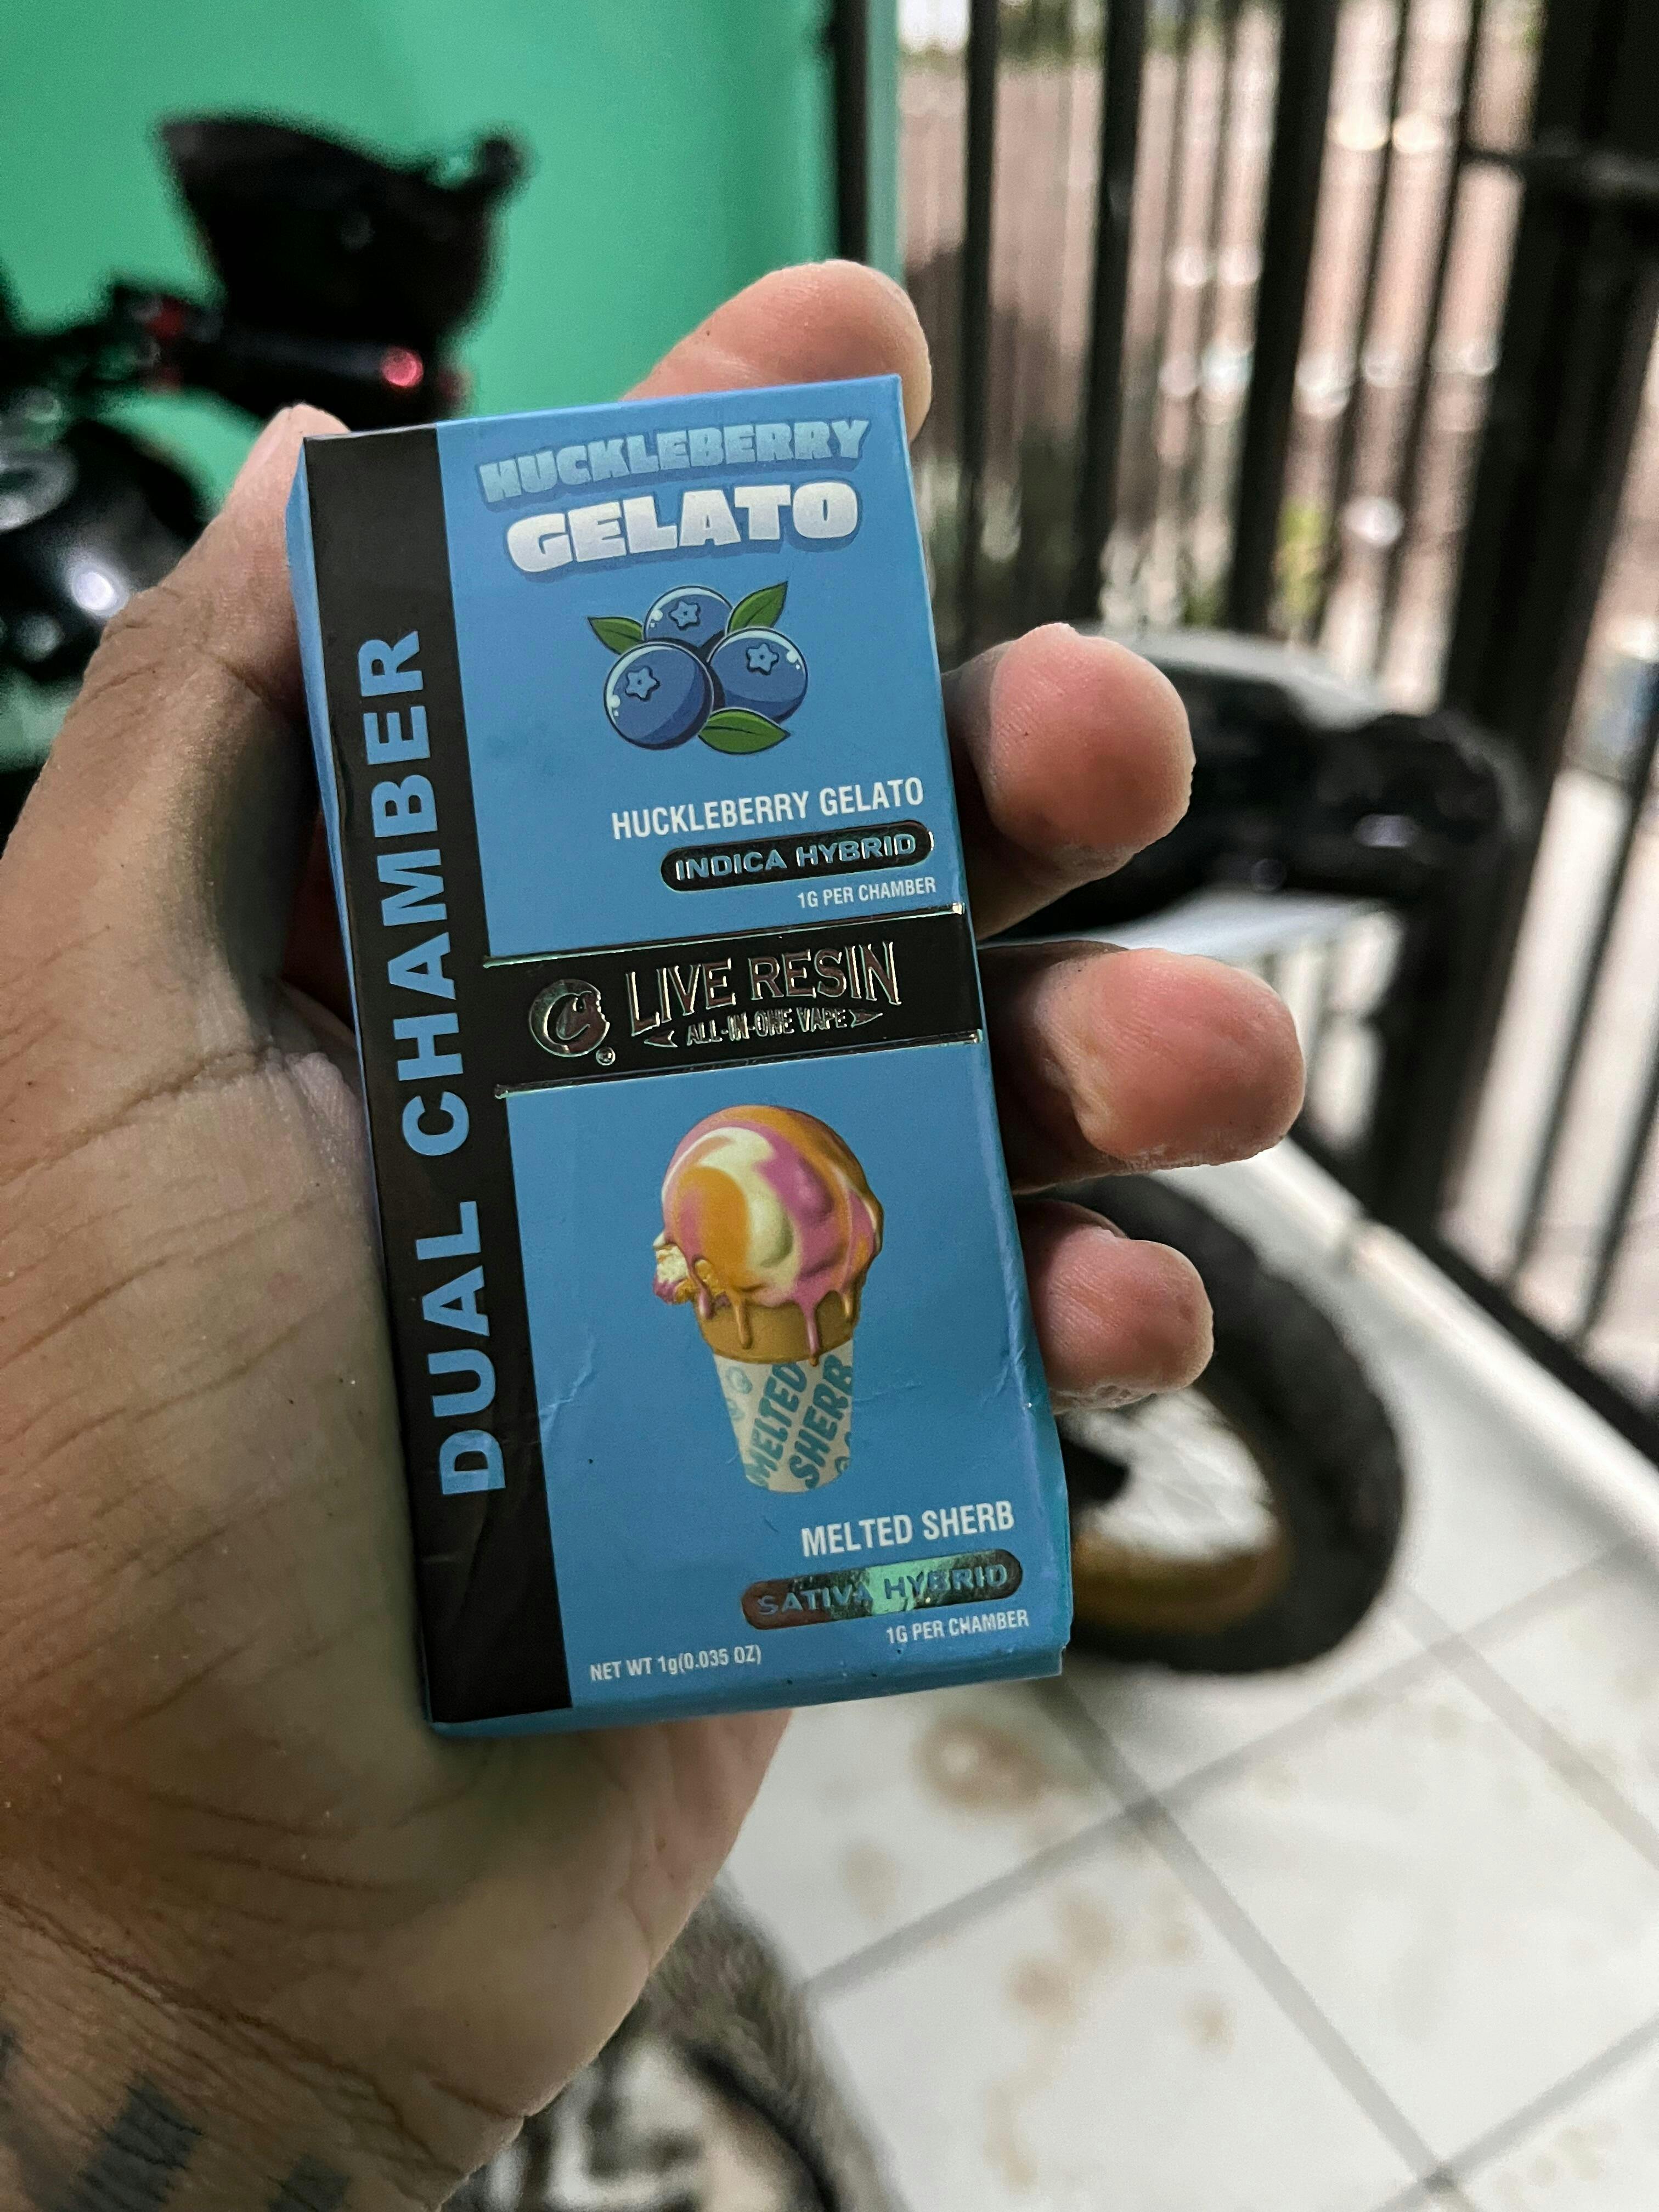 DUAL CHAMBER
HUCKLEBERRY
GELATO
HUCKLEBERRY GELATO
INDICA HYBRID
1G PER CHAMBER
LIVE RESIN
ALL-IN-ONE VAPE
MELTED
SHERB
MELTED SHERB
SATIVA HYBRID
1G PER CHAMBER
NET WT 1g(0.035 OZ)